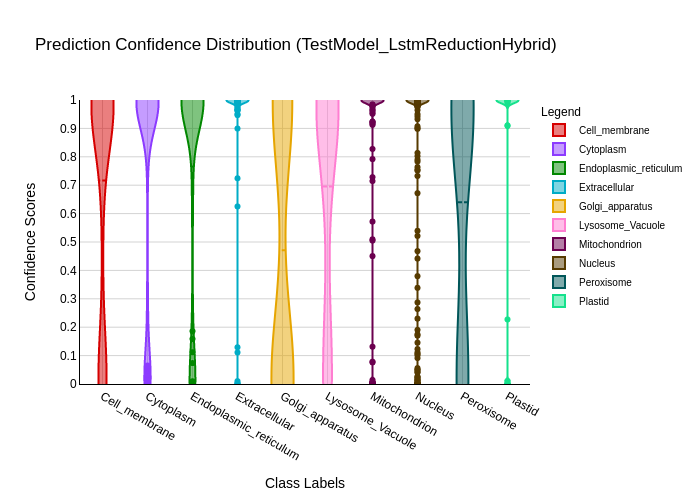 Prediction Confidence Distribution (TestModel_LstmReductionHybrid)
Confidence Scores
1
0.9
0.8
0.7
0.6
0.5
0.4
0.3
0.2
0.1
0
Cell_membrane
Cytoplasm
Endoplasmic_reticulum
Extracellular
Golgi_apparatus
Lysosome_Vacuole
Mitochondrion
Nucleus
Peroxisome
Plastid
Class Labels
Legend
Cell_membrane
Cytoplasm
Endoplasmic_reticulum
Extracellular
Golgi_apparatus
Lysosome_Vacuole
Mitochondrion
Nucleus
Peroxisome
Plastid